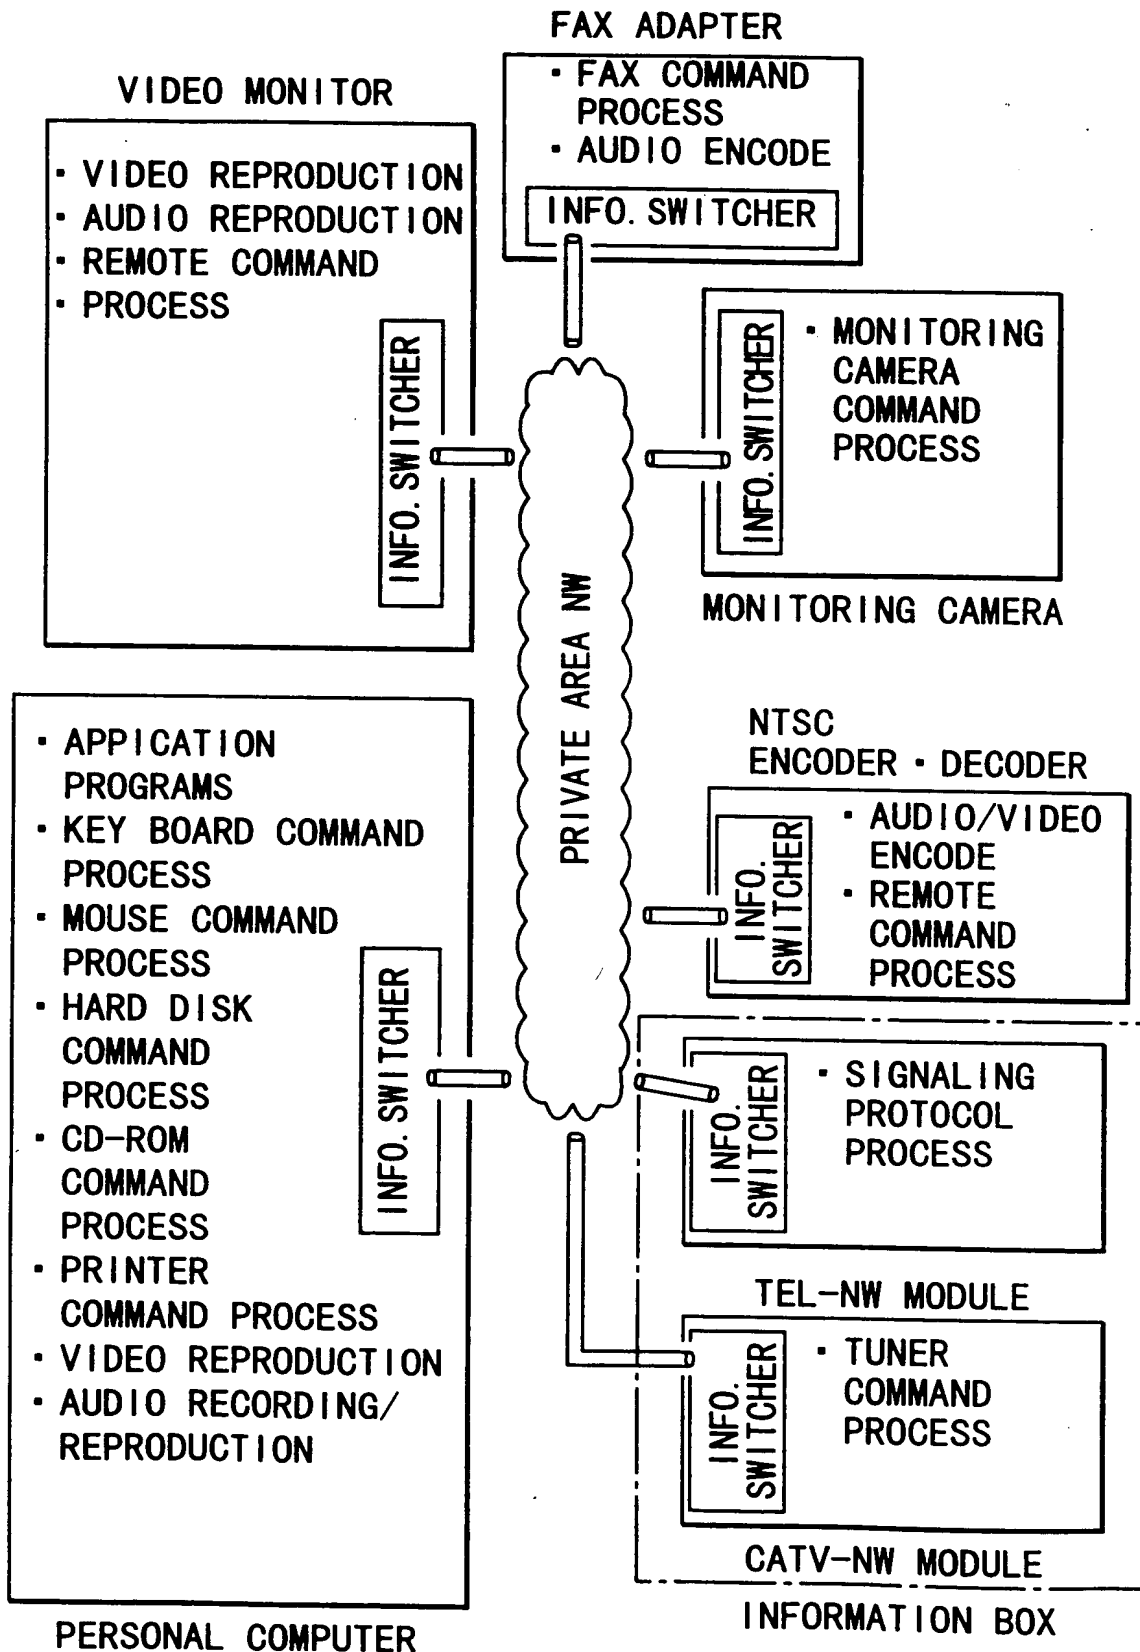 FAX ADAPTER
· FAX COMMAND
PROCESS
· AUDIO ENCODE
INFO. SWITCHER
VIDEO MONITOR
· VIDEO REPRODUCTION
· AUDIO REPRODUCTION
· REMOTE COMMAND
· PROCESS
INFO. SWITCHER
INFO. SWITCHER
· MONITORING
CAMERA
COMMAND
PROCESS
MONITORING CAMERA
PRIVATE AREA NW
NTSC
ENCODER · DECODER
INFO.
SWITCHER
· AUDIO/VIDEO
ENCODE
· REMOTE
COMMAND
PROCESS
· APPICATION
PROGRAMS
· KEY BOARD COMMAND
PROCESS
· MOUSE COMMAND
PROCESS
· HARD DISK
COMMAND
PROCESS
· CD-ROM
COMMAND
PROCESS
· PRINTER
COMMAND PROCESS
· VIDEO REPRODUCTION
· AUDIO RECORDING/
REPRODUCTION
INFO. SWITCHER
PERSONAL COMPUTER
INFO.
SWITCHER
· SIGNALING
PROTOCOL
PROCESS
TEL-NW MODULE
INFO.
SWITCHER
· TUNER
COMMAND
PROCESS
CATV-NW MODULE
INFORMATION BOX